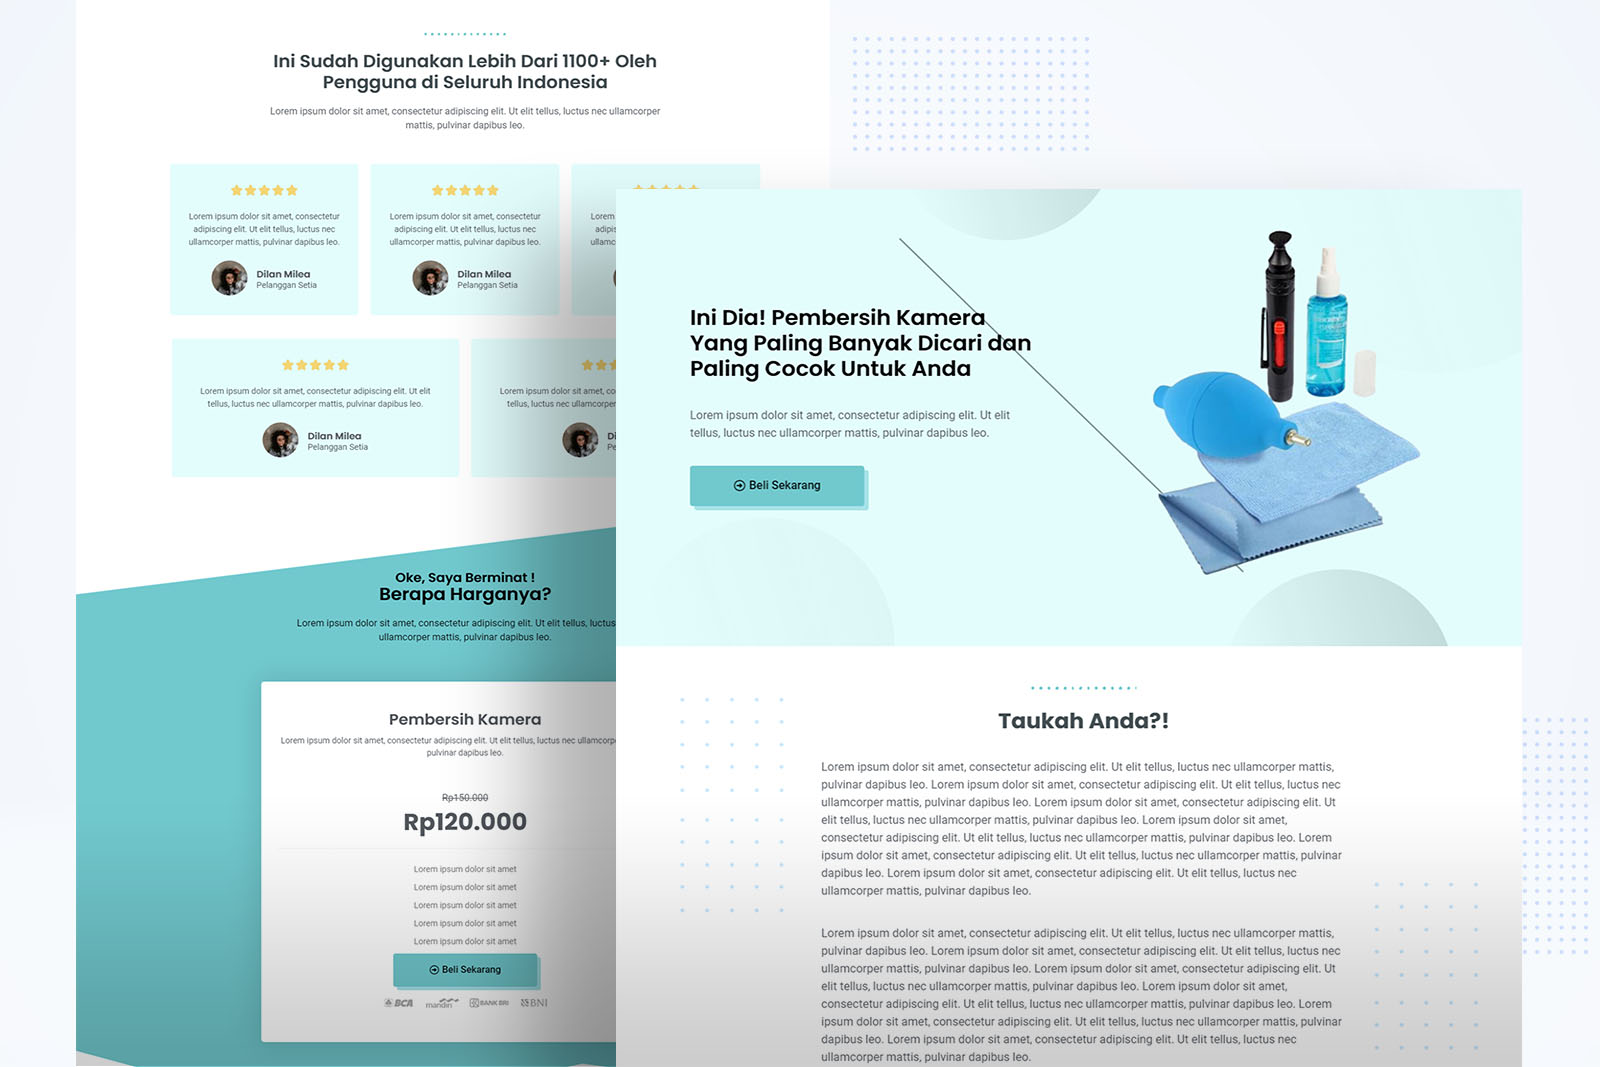 Ini Sudah Digunakan Lebih Dari 1100+ Oleh
Pengguna di Seluruh Indonesia
Lorem ipsum dolor sit amet, consectetur adipiscing elit. Ut elit tellus, luctus nec ullamcorper
mattis, pulvinar dapibus leo.
Lorem ipsum dolor sit amet, consectetur
adipiscing elit. Ut elit tellus, luctus nec
ullamcorper mattis, pulvinar dapibus leo.
Dilan Milea
Pelanggan Setia
Lorem ipsum dolor sit amet, consectetur
adipiscing elit. Ut elit tellus, luctus nec
ullamcorper mattis, pulvinar dapibus leo.
Dilan Milea
Pelanggan Setia
Lorem ipsum dolor sit amet, consectetur adipiscing elit. Ut elit
tellus, luctus nec ullamcorper mattis, pulvinar dapibus leo.
Dilan Milea
Pelanggan Setia
Lorem ipsum dolor sit amet,
tellus, luctus nec ullamcorper
Pelanggan
Oke, Saya Berminat !
Berapa Harganya?
Lorem ipsum dolor sit amet, consectetur adipiscing elit. Ut elit tellus, luctus
ullamcorper mattis, pulvinar dapibus leo.
Pembersih Kamera
Lorem ipsum dolor sit amet, consectetur adipiscing elit. Ut elit tellus, luctus nec
pulvinar dapibus leo.
Rp150.000
Rp120.000
Lorem ipsum dolor sit amet
Lorem ipsum dolor sit amet
Lorem ipsum dolor sit amet
Lorem ipsum dolor sit amet
Lorem ipsum dolor sit amet
Beli Sekarang
BCA mandiri BANK BRI BNI
Ini Dia! Pembersih Kamera
Yang Paling Banyak Dicari dan
Paling Cocok Untuk Anda
Lorem ipsum dolor sit amet, consectetur adipiscing elit. Ut elit
tellus, luctus nec ullamcorper mattis, pulvinar dapibus leo.
Beli Sekarang
Taukah Anda?!
Lorem ipsum dolor sit amet, consectetur adipiscing elit. Ut elit tellus, luctus nec ullamcorper mattis,
pulvinar dapibus leo. Lorem ipsum dolor sit amet, consectetur adipiscing elit. Ut elit tellus, luctus nec
ullamcorper mattis, pulvinar dapibus leo. Lorem ipsum dolor sit amet, consectetur adipiscing elit. Ut
elit tellus, luctus nec ullamcorper mattis, pulvinar dapibus leo. Lorem ipsum dolor sit amet,
consectetur adipiscing elit. Ut elit tellus, luctus nec ullamcorper mattis, pulvinar dapibus leo. Lorem
ipsum dolor sit amet, consectetur adipiscing elit. Ut elit tellus, luctus nec ullamcorper mattis, pulvinar
dapibus leo. Lorem ipsum dolor sit amet, consectetur adipiscing elit. Ut elit tellus, luctus nec
ullamcorper mattis, pulvinar dapibus leo.
Lorem ipsum dolor sit amet, consectetur adipiscing elit. Ut elit tellus, luctus nec ullamcorper mattis,
pulvinar dapibus leo. Lorem ipsum dolor sit amet, consectetur adipiscing elit. Ut elit tellus, luctus nec
ullamcorper mattis, pulvinar dapibus leo. Lorem ipsum dolor sit amet, consectetur adipiscing elit. Ut
elit tellus, luctus nec ullamcorper mattis, pulvinar dapibus leo. Lorem ipsum dolor sit amet,
consectetur adipiscing elit. Ut elit tellus, luctus nec ullamcorper mattis, pulvinar dapibus leo. Lorem
ipsum dolor sit amet, consectetur adipiscing elit. Ut elit tellus, luctus nec ullamcorper mattis, pulvinar
dapibus leo. Lorem ipsum dolor sit amet, consectetur adipiscing elit. Ut elit tellus, luctus nec
ullamcorper mattis, pulvinar dapibus leo.